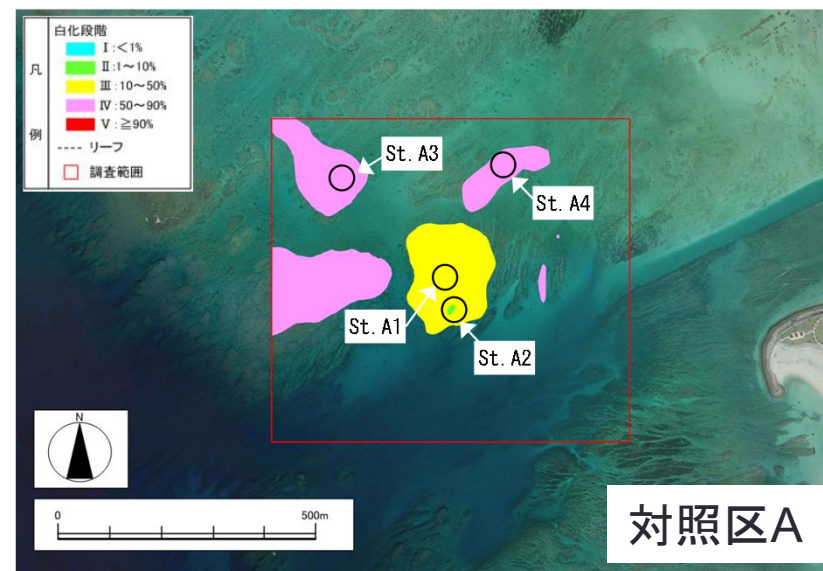 凡例
白化段階
Ⅰ:<1%
Ⅱ:1~10%
Ⅲ:10~50%
Ⅳ:50~90%
Ⅴ:≧90%
リーフ
調査範囲
St. A3
St. A4
St. A1
St. A2
N
0 500m
対照区A